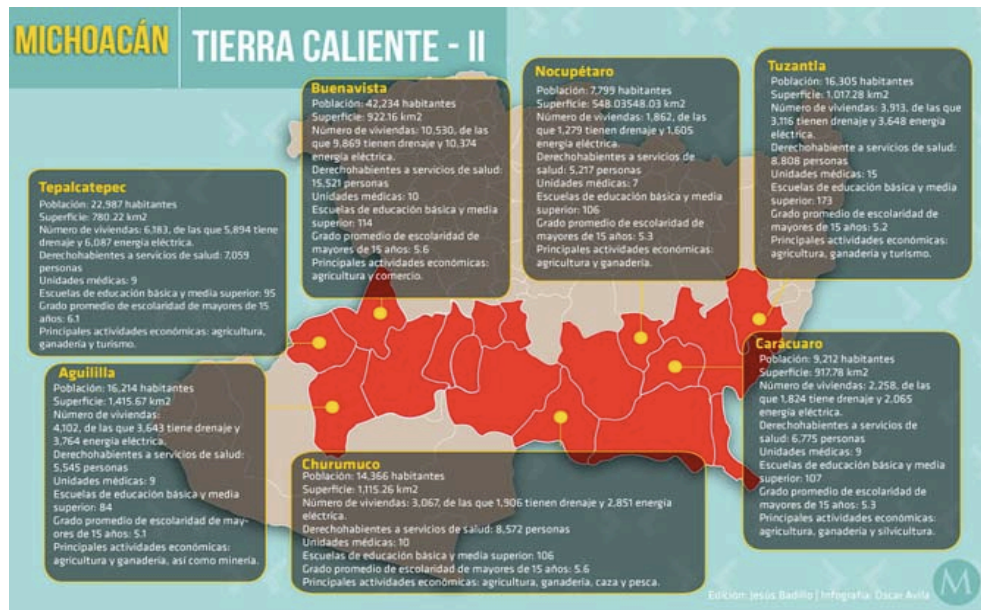 MICHOACÁN
TIERRA CALIENTE - II
Buenavista
Población: 42,234 habitantes
Superficie: 922.16 km2
Número de viviendas: 10,530, de las
que 9,869 tienen drenaje y 10,374
energía eléctrica.
Derechohabientes a servicios de salud:
15,521 personas
Unidades médicas: 10
Escuelas de educación básica y media
superior: 114
Grado promedio de escolaridad de
mayores de 15 años: 5.6
Principales actividades económicas:
agricultura y comercio.
Nocupétaro
Población: 7,799 habitantes
Superficie: 548.03548.03 km2
Número de viviendas: 1,862, de las
que 1,279 tienen drenaje y 1,605
energía eléctrica.
Derechohabientes a servicios de
salud: 5,217 personas
Unidades médicas: 7
Escuelas de educación básica y media
superior: 106
Grado promedio de escolaridad de
mayores de 15 años: 5.3
Principales actividades económicas:
agricultura y ganadería.
Tuzantla
Población: 16,305 habitantes
Superficie: 1.017.28 km2
Número de viviendas: 3,913, de las que
3,116 tienen drenaje y 3,648 energía
eléctrica.
Derechohabientes a servicios de salud:
8,808 personas
Unidades médicas: 15
Escuelas de educación básica y media
superior: 173
Grado promedio de escolaridad de
mayores de 15 años: 5.2
Principales actividades económicas:
agricultura, ganadería y turismo.
Tepalcatepec
Población: 22,987 habitantes
Superficie: 780.22 km2
Número de viviendas: 6,183, de las que 5,894 tiene
drenaje y 6,087 energía eléctrica.
Derechohabientes a servicios de salud: 7,059
personas
Unidades médicas: 9
Escuelas de educación básica y media superior: 95
Grado promedio de escolaridad de mayores de 15
años: 6.1
Principales actividades económicas: agricultura,
ganadería y turismo.
Aguililla
Población: 16,214 habitantes
Superficie: 1,415.67 km2
Número de viviendas:
4,102, de las que 3,643 tiene drenaje y
3,764 energía eléctrica.
Derechohabientes a servicios de salud:
5,545 personas
Unidades médicas: 9
Escuelas de educación básica y media
superior: 84
Grado promedio de escolaridad de may-
ores de 15 años: 5.1
Principales actividades económicas:
agricultura y ganadería, así como minería.
Churumuco
Población: 14,366 habitantes
Superficie: 1,115.26 km2
Número de viviendas: 3,067, de las que 1,906 tienen drenaje y 2,851 energía
eléctrica.
Derechohabientes a servicios de salud: 8,572 personas
Unidades médicas: 10
Escuelas de educación básica y media superior: 106
Grado promedio de escolaridad de mayores de 15 años: 5.6
Principales actividades económicas: agricultura, ganadería, caza y pesca.
Carácuaro
Población: 9,212 habitantes
Superficie: 917.78 km2
Número de viviendas: 2,258, de las
que 1,824 tiene drenaje y 2,065
energía eléctrica.
Derechohabientes a servicios de
salud: 6,775 personas
Unidades médicas: 9
Escuelas de educación básica y media
superior: 107
Grado promedio de escolaridad de
mayores de 15 años: 5.3
Principales actividades económicas:
agricultura, ganadería y silvicultura.
Edición: Jesús Badillo | Infografía: Óscar Ávila
M